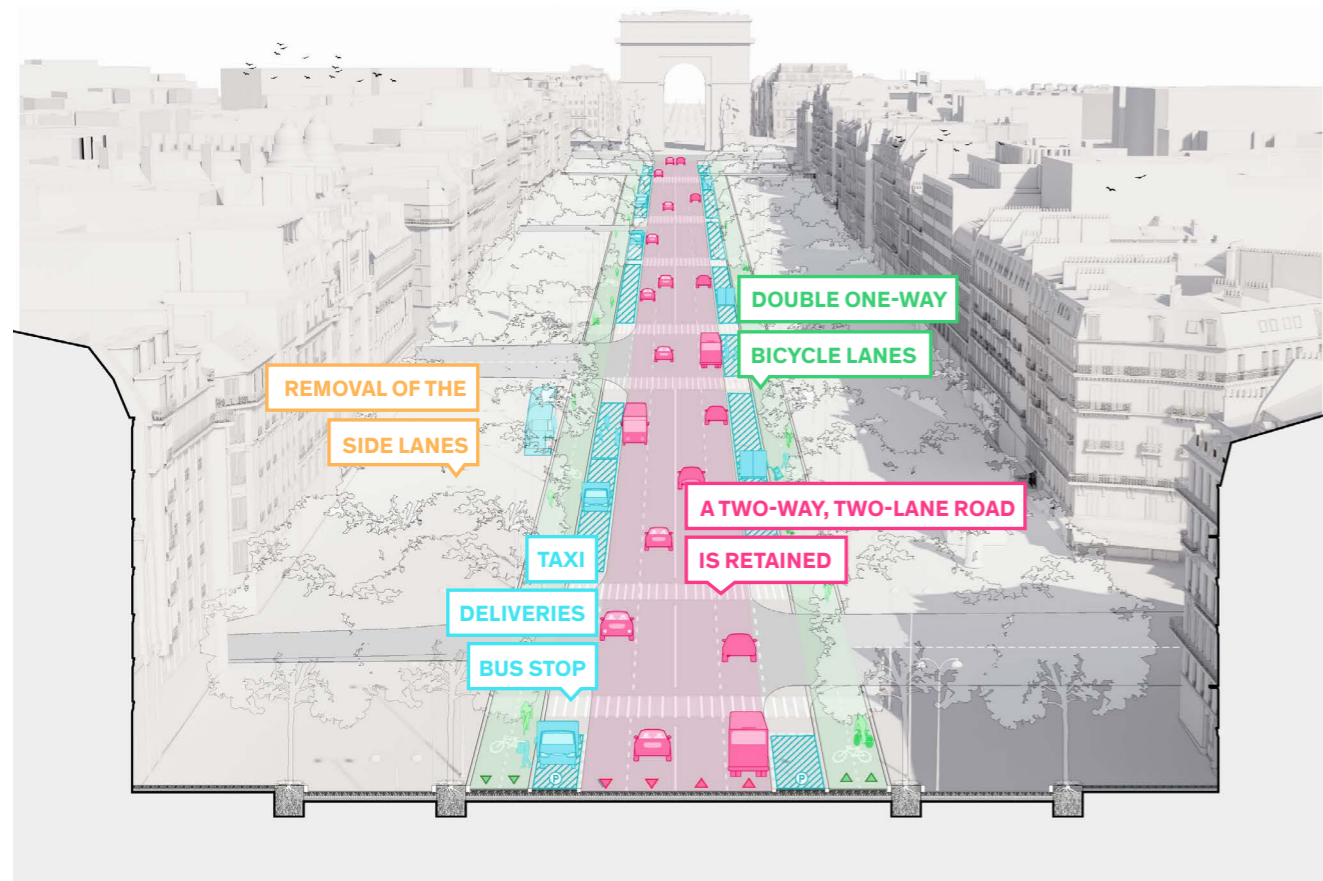 DOUBLE ONE-WAY
BICYCLE LANES
REMOVAL OF THE
SIDE LANES
A TWO-WAY, TWO-LANE ROAD
IS RETAINED
TAXI
DELIVERIES
BUS STOP
P
P